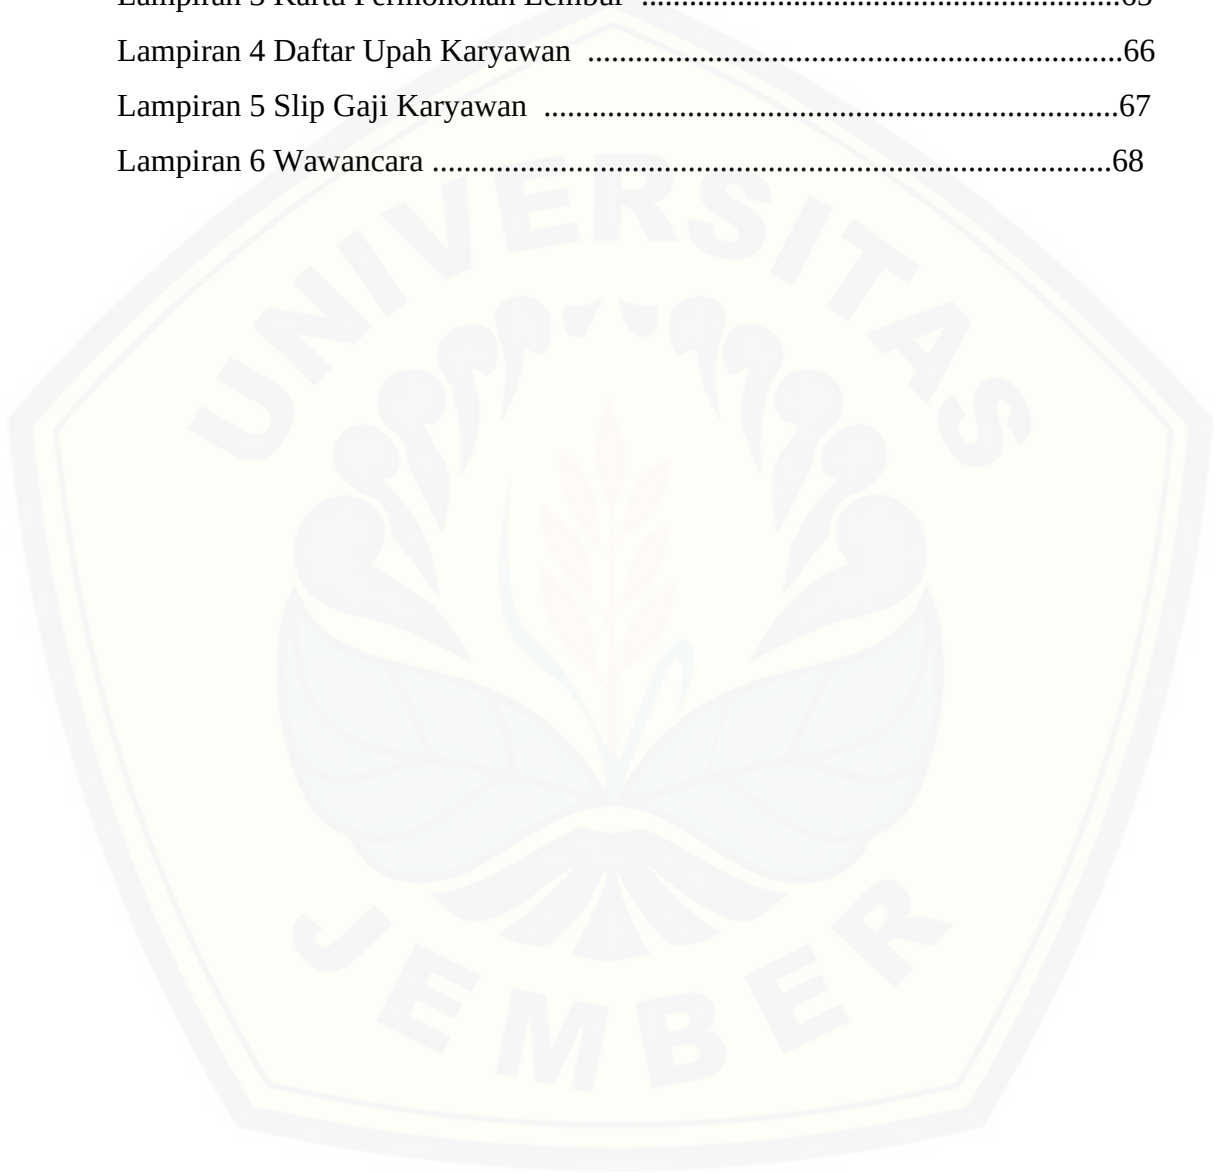 Lampiran 3 Kartu Permohonan Lembur ............................................................65
Lampiran 4 Daftar Upah Karyawan ...................................................................66
Lampiran 5 Slip Gaji Karyawan ........................................................................67
Lampiran 6 Wawancara .....................................................................................68
UNIVERSITAS
JEMBER